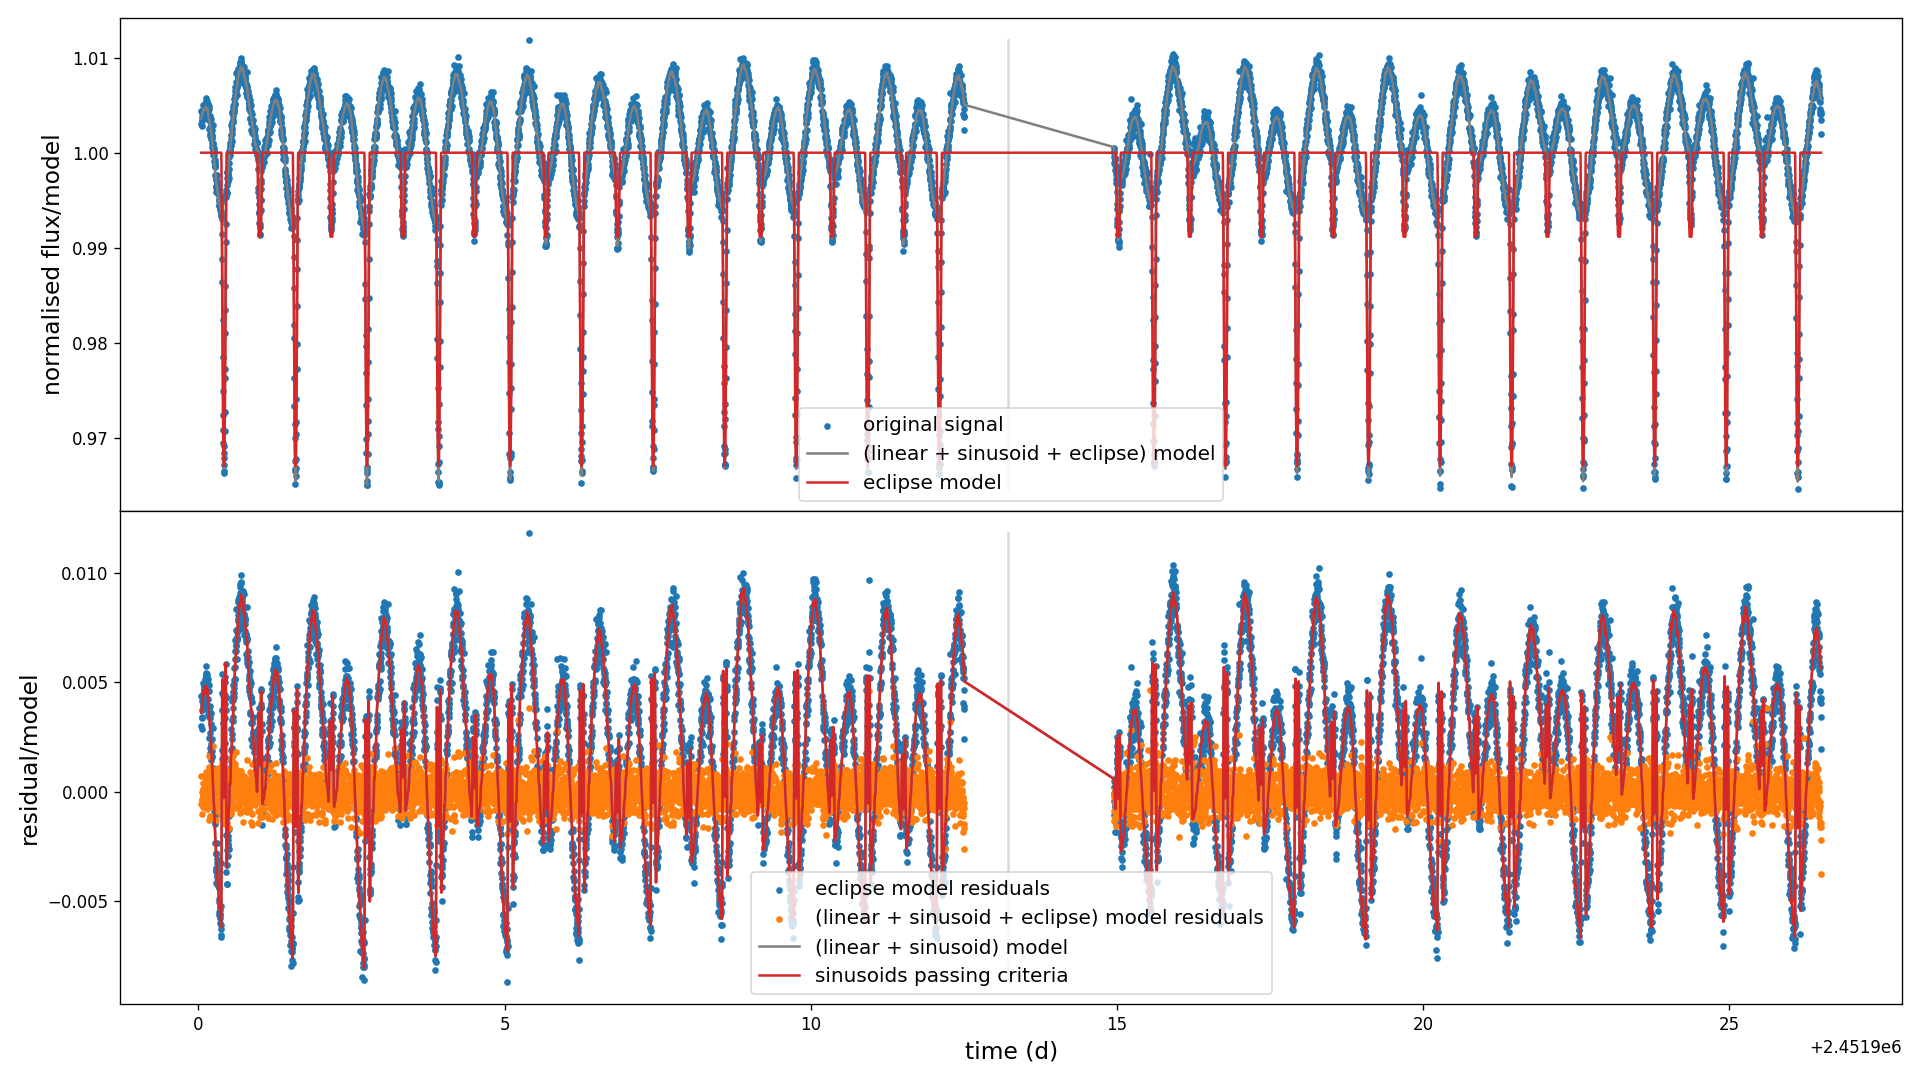 1.01
1.00
0.99
0.98
0.97
normalised flux/model
original signal
(linear + sinusoid + eclipse) model
eclipse model
0.010
0.005
0.000
−0.005
residual/model
eclipse model residuals
(linear + sinusoid + eclipse) model residuals
(linear + sinusoid) model
sinusoids passing criteria
0 5 10 15 20 25
time (d)
+2.4519e6